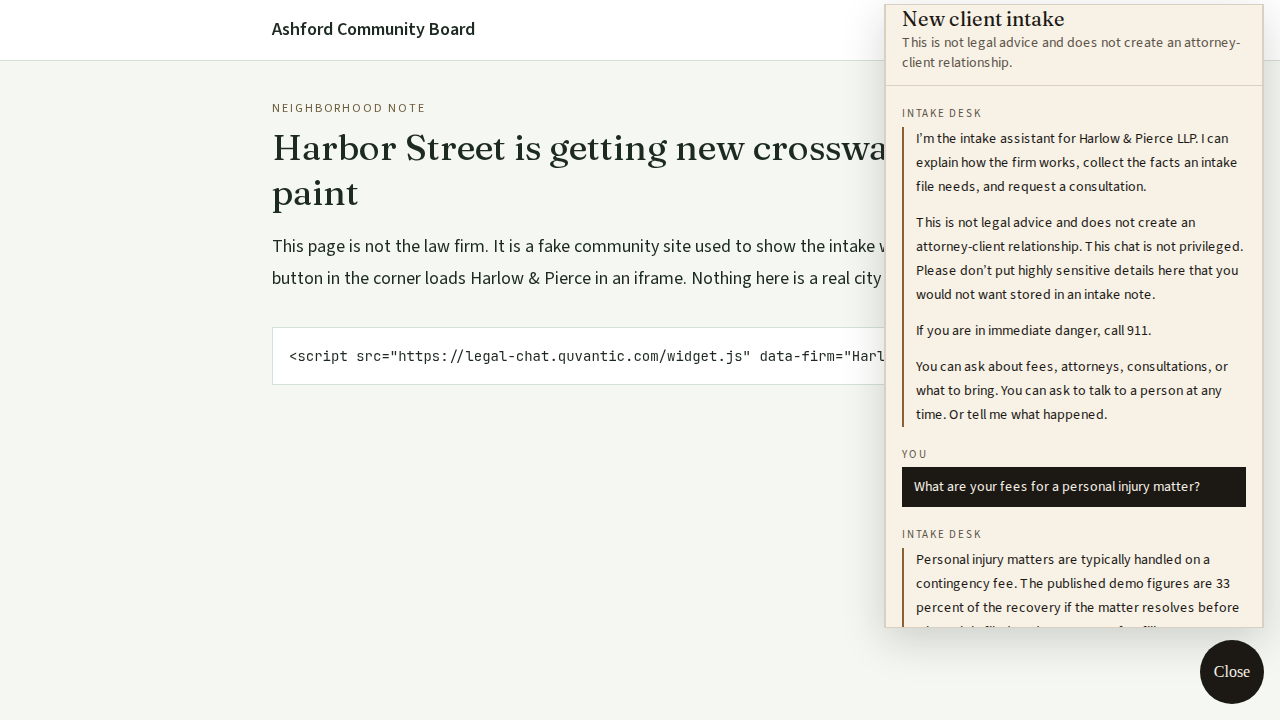 Ashford Community Board
NEIGHBORHOOD NOTE
Harbor Street is getting new
paint
This page is not the law firm. It is a fake community site used to show the intake
button in the corner loads Harlow & Pierce in an iframe. Nothing here is a real city
<script src="https://legal-chat.quvantic.com/widget.js" data-firm="Harl
New client intake
This is not legal advice and does not create an attorney-
client relationship.
INTAKE DESK
I'm the intake assistant for Harlow & Pierce LLP. I can
explain how the firm works, collect the facts an intake
file needs, and request a consultation.
This is not legal advice and does not create an
attorney-client relationship. This chat is not privileged.
Please don't put highly sensitive details here that you
would not want stored in an intake note.
If you are in immediate danger, call 911.
You can ask about fees, attorneys, consultations, or
what to bring. You can ask to talk to a person at any
time. Or tell me what happened.
YOU
What are your fees for a personal injury matter?
INTAKE DESK
Personal injury matters are typically handled on a
contingency fee. The published demo figures are 33
percent of the recovery if the matter resolves before
Close